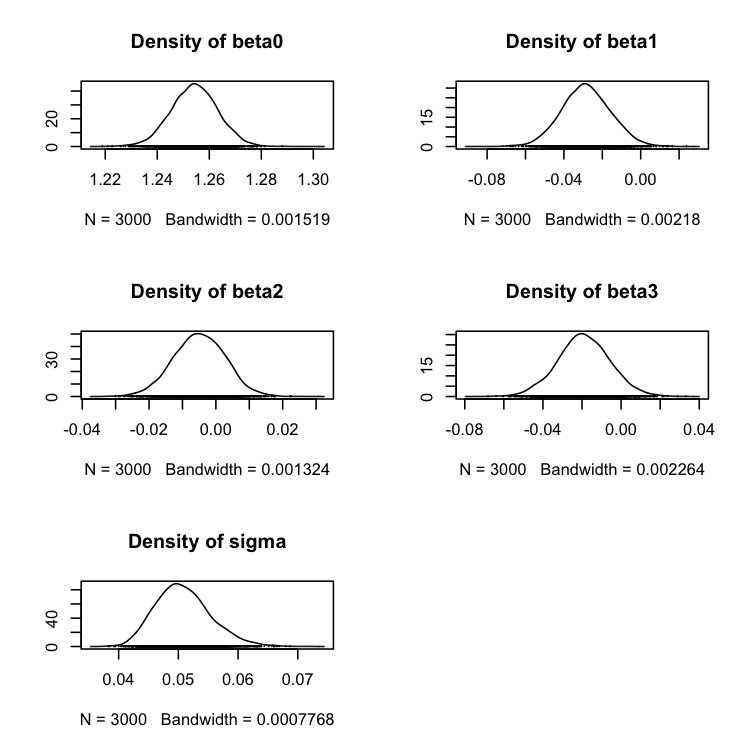 Density of beta0
20
0
1.22 1.24 1.26 1.28 1.30
N = 3000 Bandwidth = 0.001519
Density of beta1
15
0
-0.08 -0.04 0.00
N = 3000 Bandwidth = 0.00218
Density of beta2
30
0
-0.04 -0.02 0.00 0.02
N = 3000 Bandwidth = 0.001324
Density of beta3
15
0
-0.08 -0.04 0.00 0.04
N = 3000 Bandwidth = 0.002264
Density of sigma
40
0
0.04 0.05 0.06 0.07
N = 3000 Bandwidth = 0.0007768